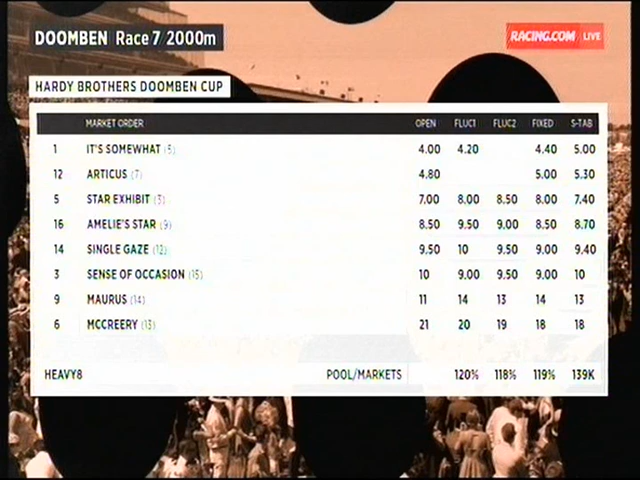 DOOMBEN Race 7 2000m
RACING.COM LIVE
HARDY BROTHERS DOOMBEN CUP
MARKET ORDER OPEN FLUC1 FLUC2 FIXED S-TAB
1 IT'S SOMEWHAT (5) 4.00 4.20 4.40 5.00
12 ARTICUS (7) 4.80 5.00 5.30
5 STAR EXHIBIT (3) 7.00 8.00 8.50 8.00 7.40
16 AMELIE'S STAR (9) 8.50 9.50 9.00 8.50 8.70
14 SINGLE GAZE (12) 9.50 10 9.50 9.00 9.40
3 SENSE OF OCCASION (15) 10 9.00 9.50 9.00 10
9 MAURUS (14) 11 14 13 14 13
6 MCCREERY (13) 21 20 19 18 18
HEAVY8 POOL/MARKETS 120% 118% 119% 139K